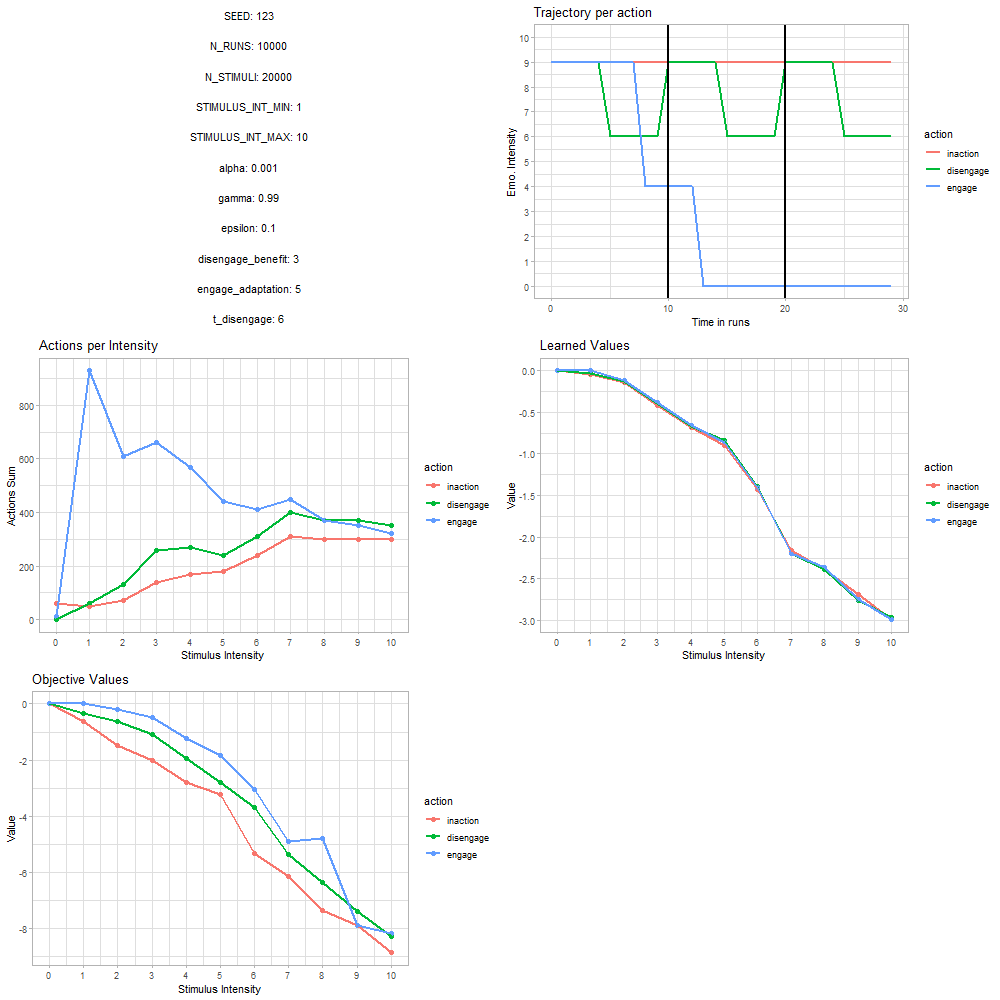 SEED: 123
N_RUNS: 10000
N_STIMULI: 20000
STIMULUS_INT_MIN: 1
STIMULUS_INT_MAX: 10
alpha: 0.001
gamma: 0.99
epsilon: 0.1
disengage_benefit: 3
engage_adaptation: 5
t_disengage: 6
Trajectory per action
Emo. Intensity
10
9
8
7
6
5
4
3
2
1
0
0 10 20 30
Time in runs
action
inaction
disengage
engage
Actions per Intensity
Actions Sum
800
600
400
200
0
0 1 2 3 4 5 6 7 8 9 10
Stimulus Intensity
action
inaction
disengage
engage
Learned Values
Value
0.0
-0.5
-1.0
-1.5
-2.0
-2.5
-3.0
0 1 2 3 4 5 6 7 8 9 10
Stimulus Intensity
action
inaction
disengage
engage
Objective Values
Value
0
-2
-4
-6
-8
0 1 2 3 4 5 6 7 8 9 10
Stimulus Intensity
action
inaction
disengage
engage